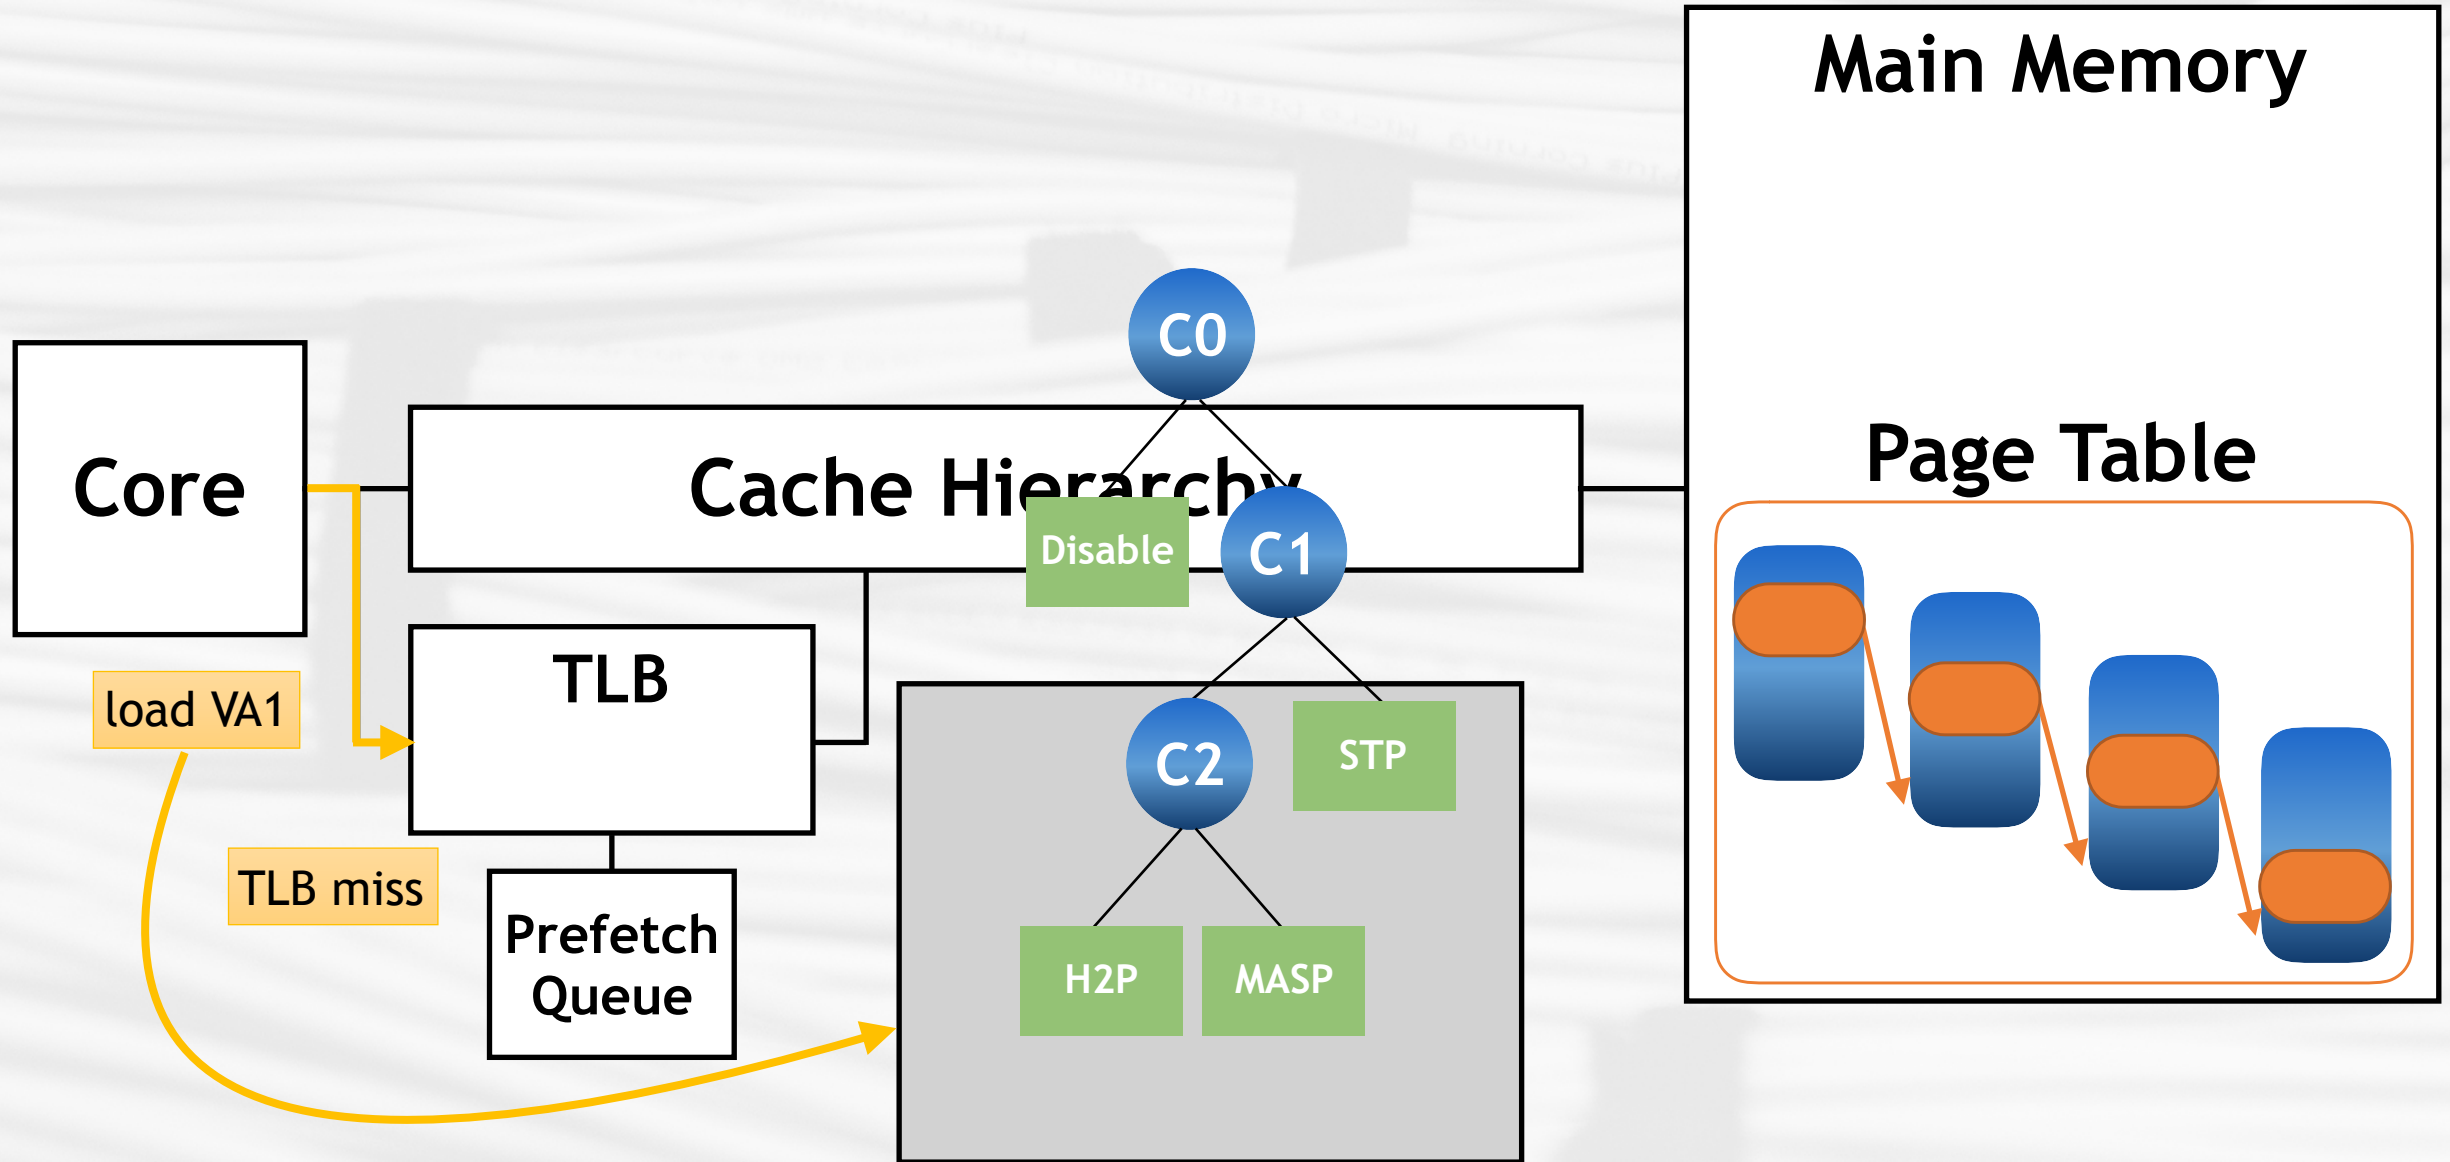 Main Memory
C0
Core
Cache Hierarchy
Page Table
Disable
C1
load VA1
TLB
C2
STP
TLB miss
Prefetch
Queue
H2P
MASP